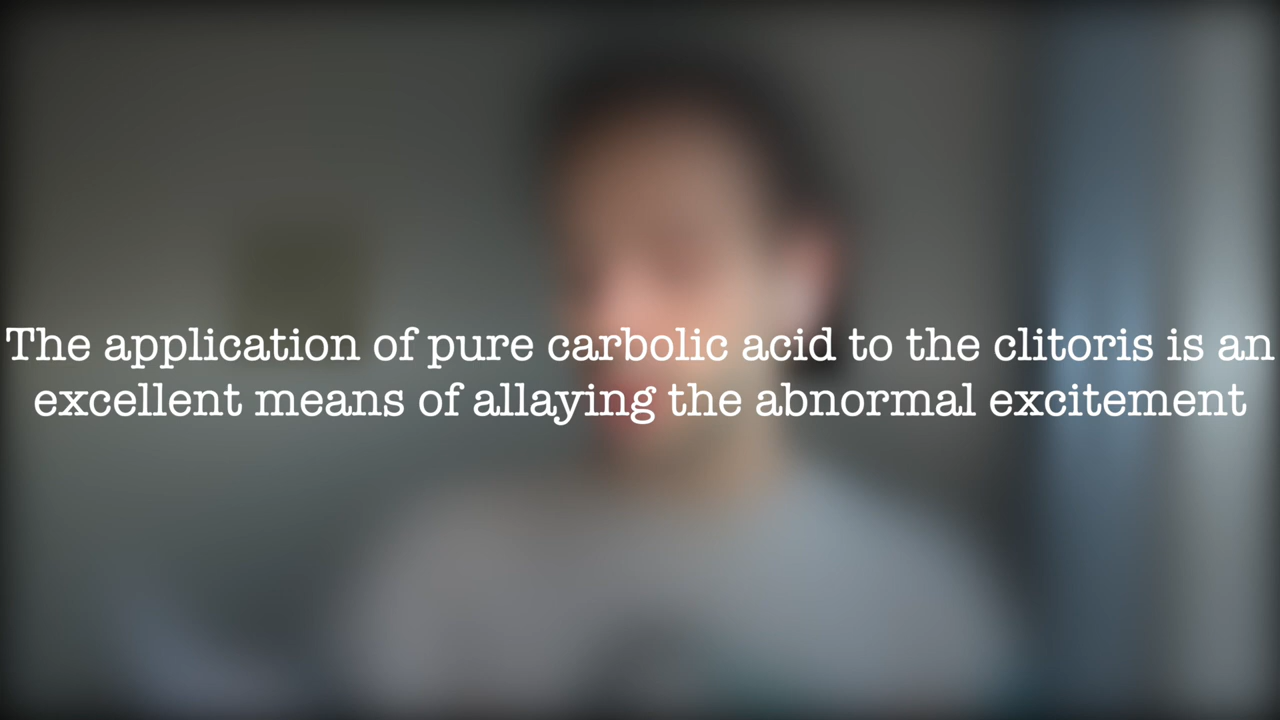 The application of pure carbolic acid to the clitoris is an
excellent means of allaying the abnormal excitement